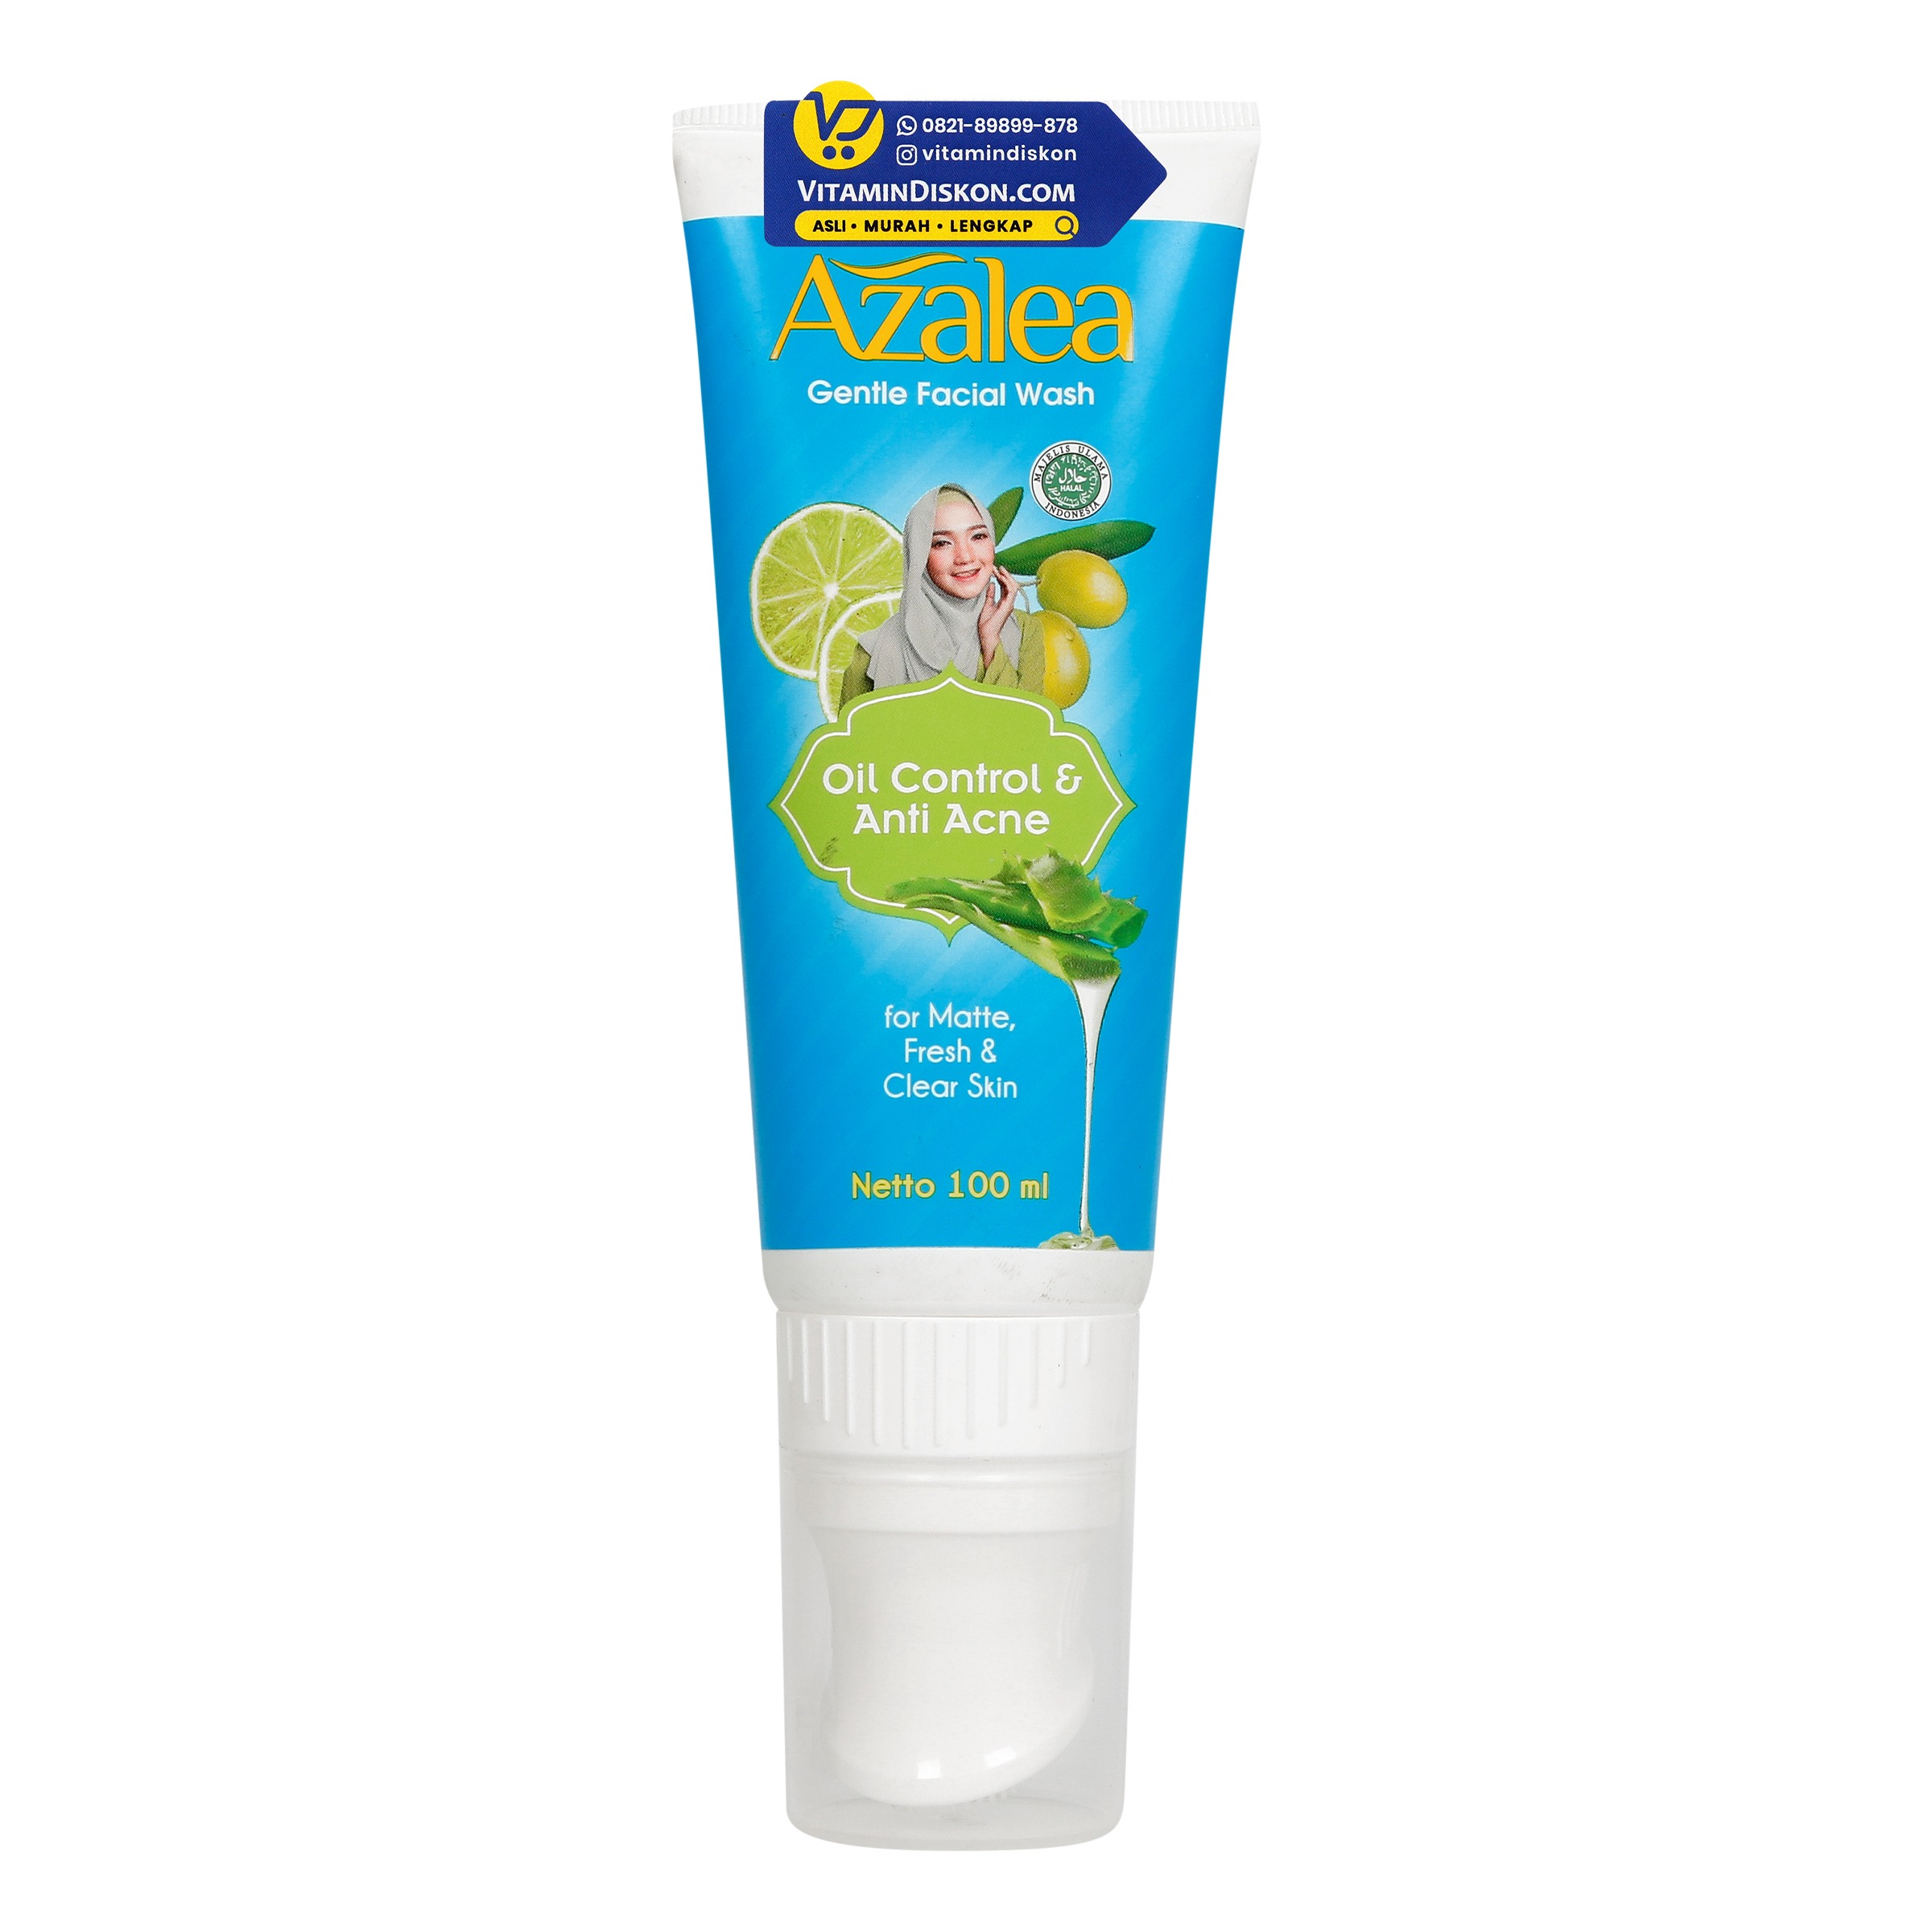 0821-89899-878
vitamindiskon
VITAMINDISKON.COM
ASLI • MURAH • LENGKAP
Azalea
Gentle Facial Wash
MAJELIS ULAMA
حلال
HALAL
INDONESIA
Oil Control &
Anti Acne
for Matte,
Fresh &
Clear Skin
Netto 100 ml